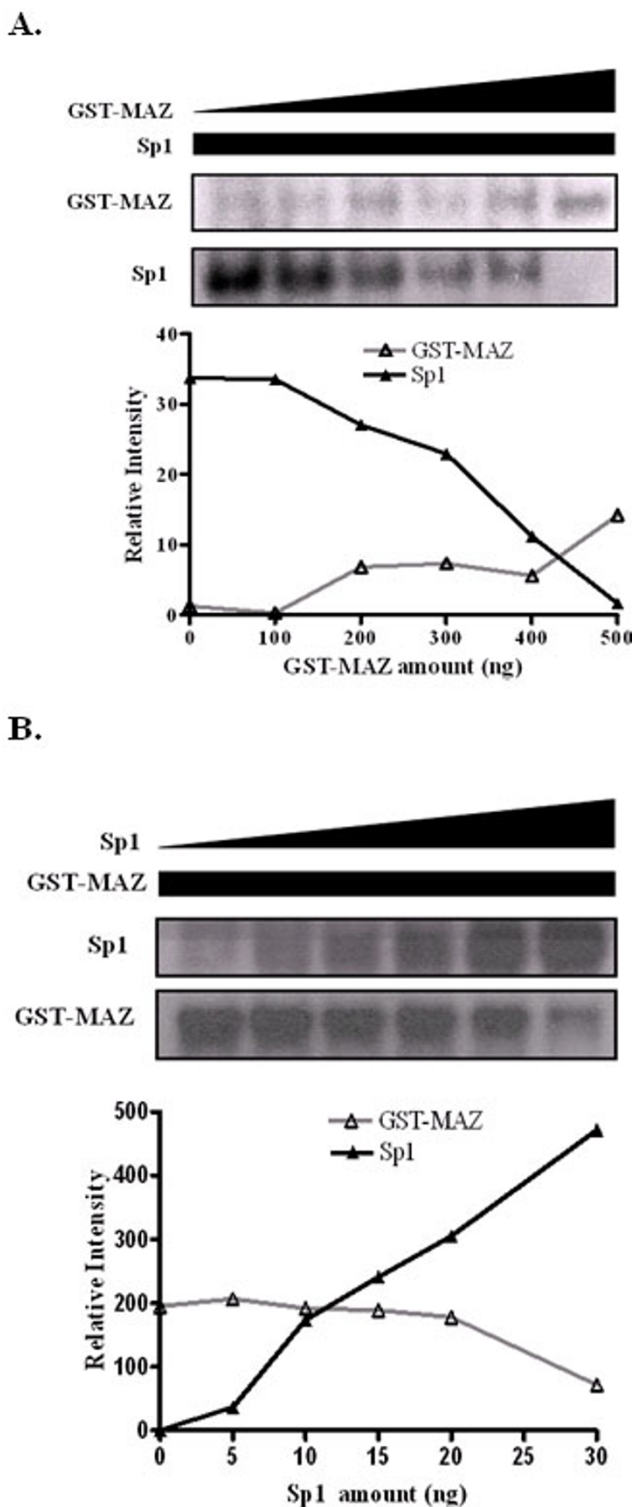 A.
GST-MAZ
Sp1
GST-MAZ
Sp1
40
30
20
10
0
Relative Intensity
GST-MAZ
Sp1
0 100 200 300 400 500
GST-MAZ amount (ng)
B.
Sp1
GST-MAZ
Sp1
GST-MAZ
500
400
300
200
100
0
Relative Intensity
GST-MAZ
Sp1
0 5 10 15 20 25 30
Sp1 amount (ng)